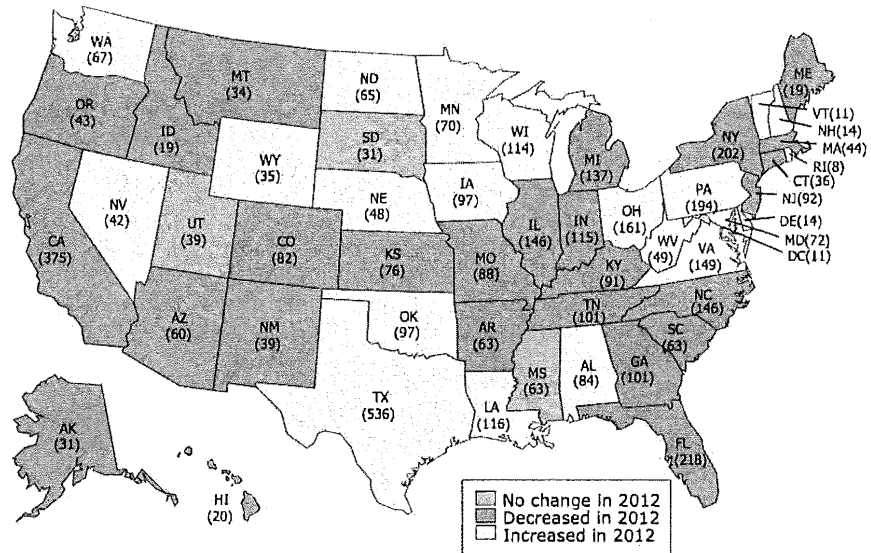 WA
(67)
OR
(43)
CA
(375)
NV
(42)
ID
(19)
MT
(34)
WY
(35)
UT
(39)
CO
(82)
AZ
(60)
NM
(39)
ND
(65)
SD
(31)
NE
(48)
KS
(76)
OK
(97)
TX
(536)
MN
(70)
IA
(97)
MO
(88)
AR
(63)
LA
(116)
WI
(114)
IL
(146)
MI
(137)
IN
(115)
OH
(161)
KY
(91)
TN
(101)
MS
(63)
AL
(84)
GA
(101)
FL
(218)
SC
(63)
NC
(146)
VA
(149)
WV
(49)
PA
(194)
NY
(202)
ME
(19)
VT(11)
NH(14)
MA(44)
RI(8)
CT(36)
NJ(92)
DE(14)
MD(72)
DC(11)
AK
(31)
HI
(20)
No change in 2012
Decreased in 2012
Increased in 2012